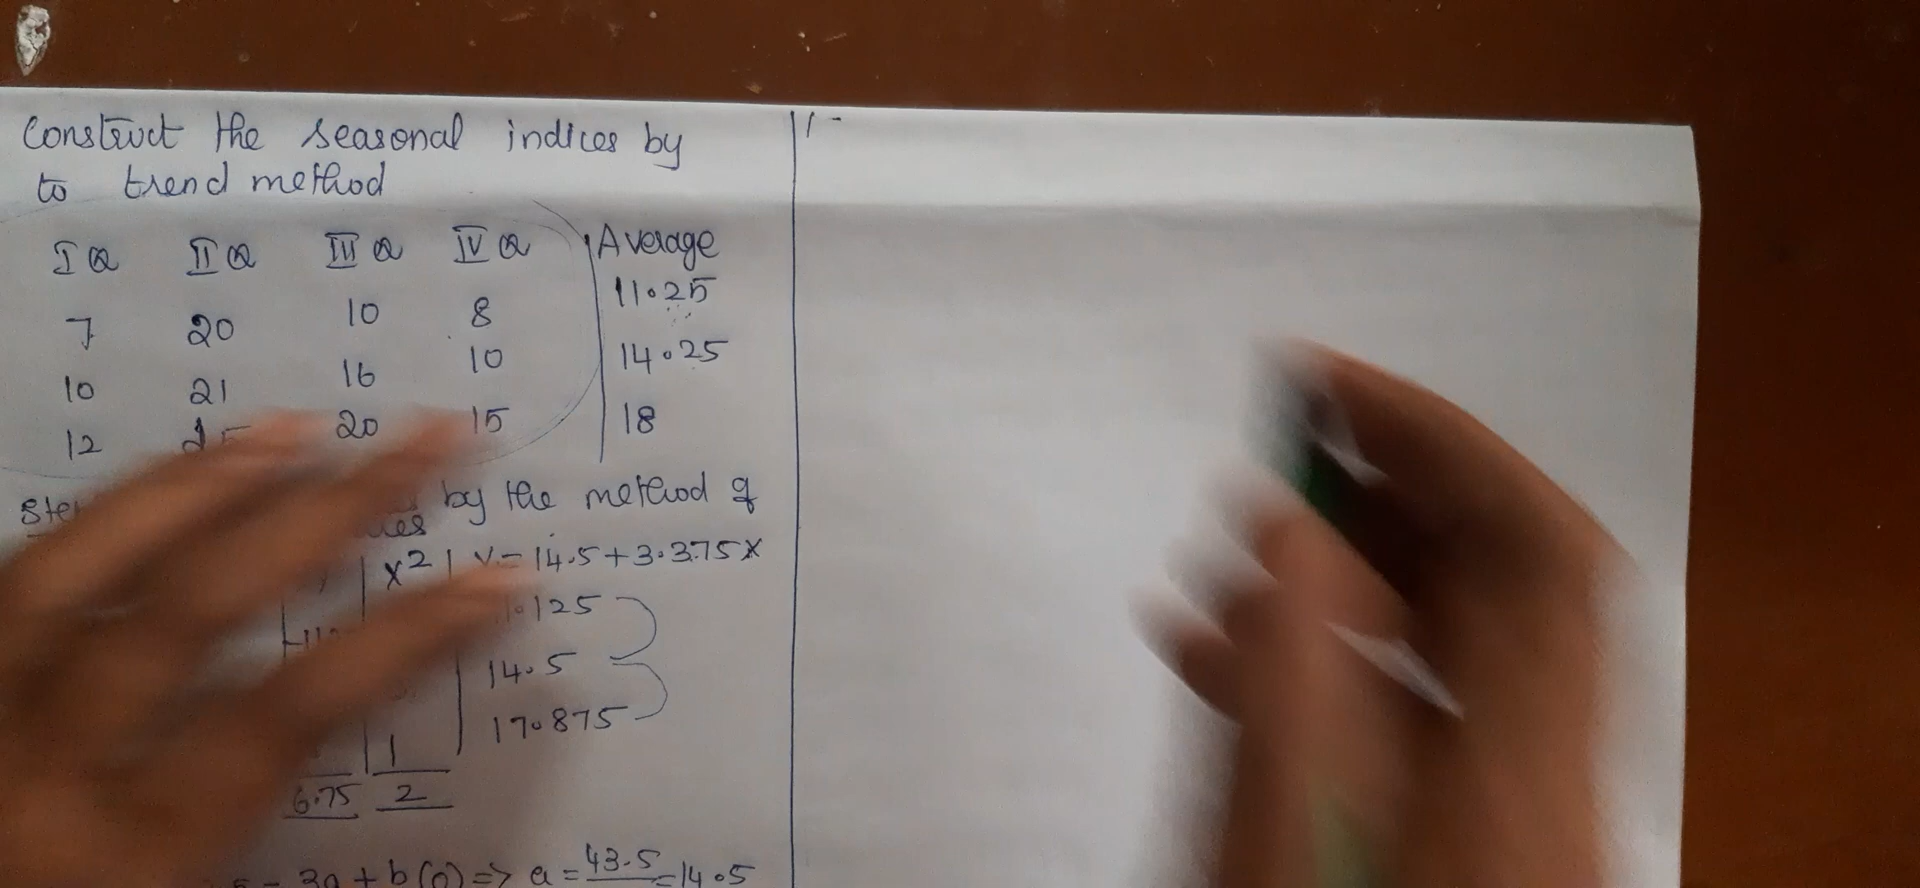 Construct the seasonal indices by
to trend method
I Q II Q III Q IV Q Average
7 20 10 8 11.25
10 21 16 10 14.25
12 20 15 18
by the method of
X2 Y = 14.5 + 3.375X
14.5
1 17.875
6.75 2
3a + b(0) => a = 43.5 = 14.5